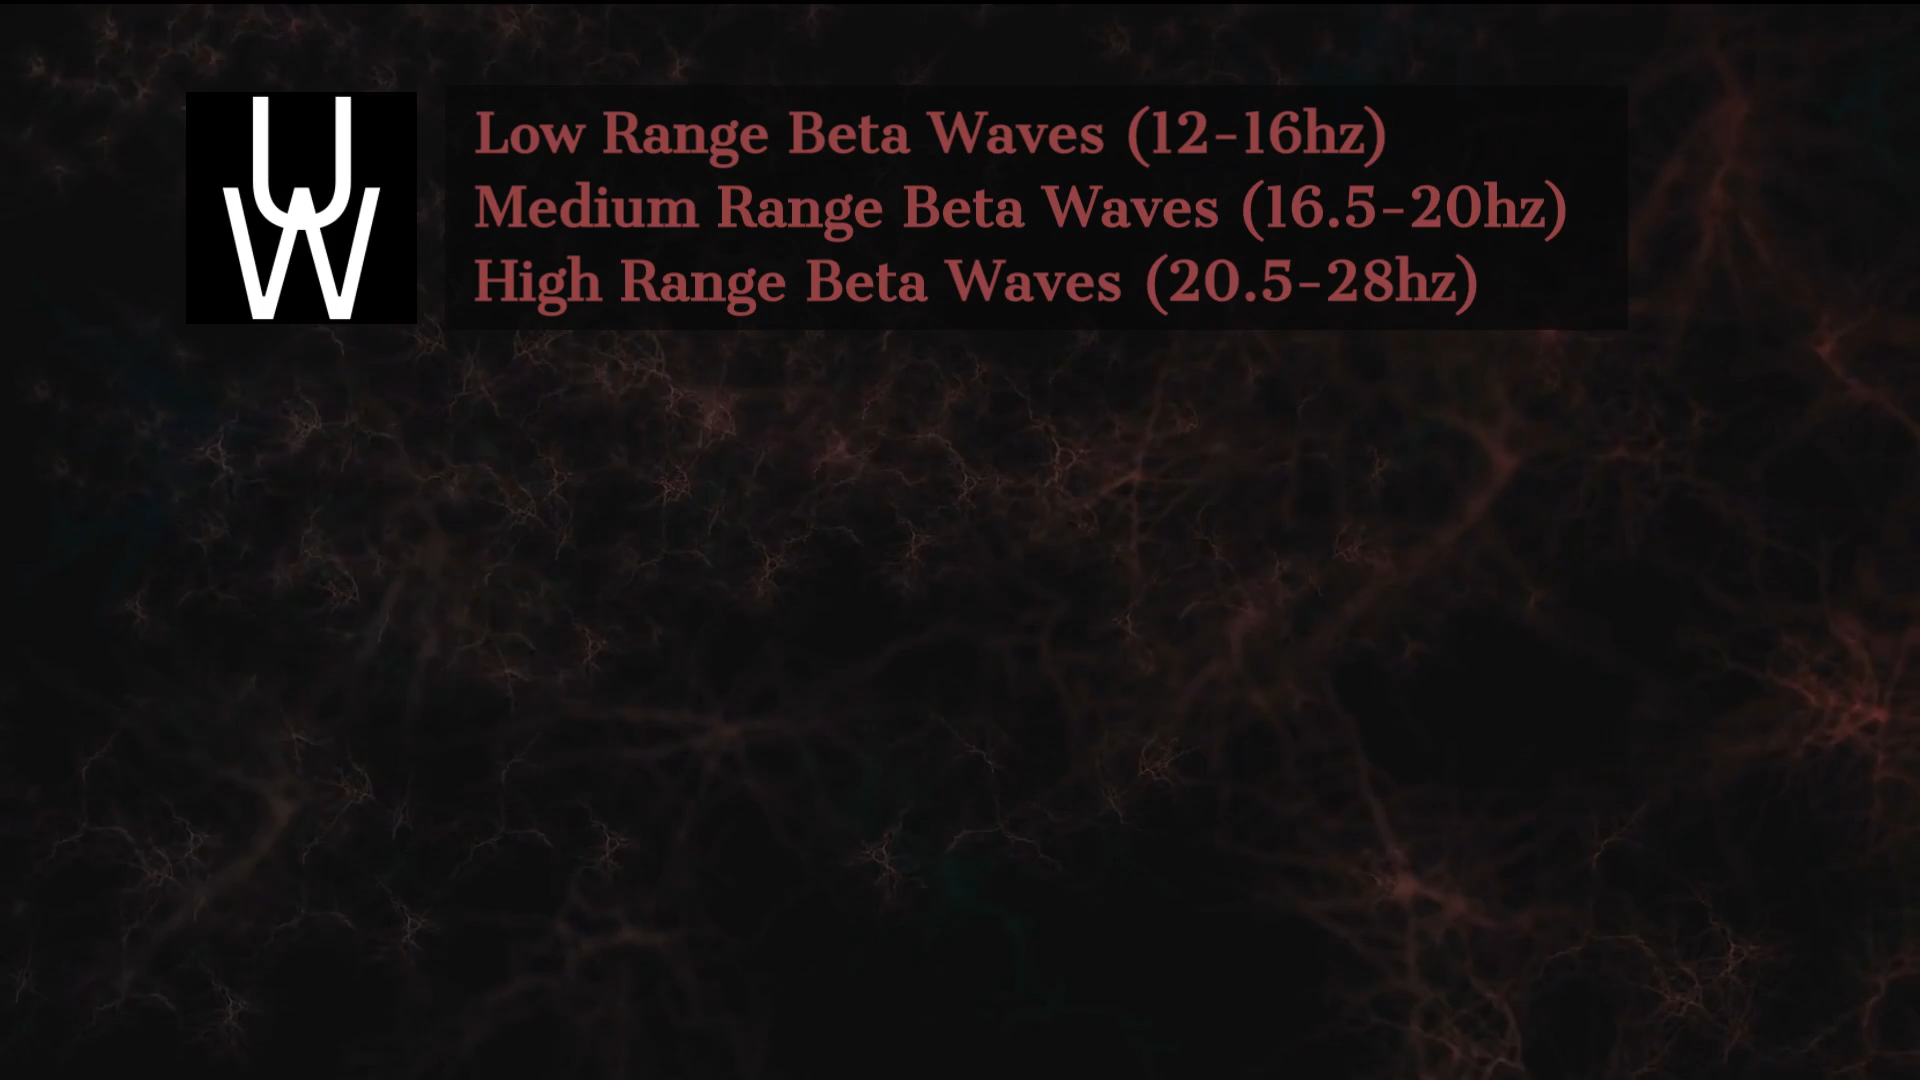 UW
Low Range Beta Waves (12-16hz)
Medium Range Beta Waves (16.5-20hz)
High Range Beta Waves (20.5-28hz)